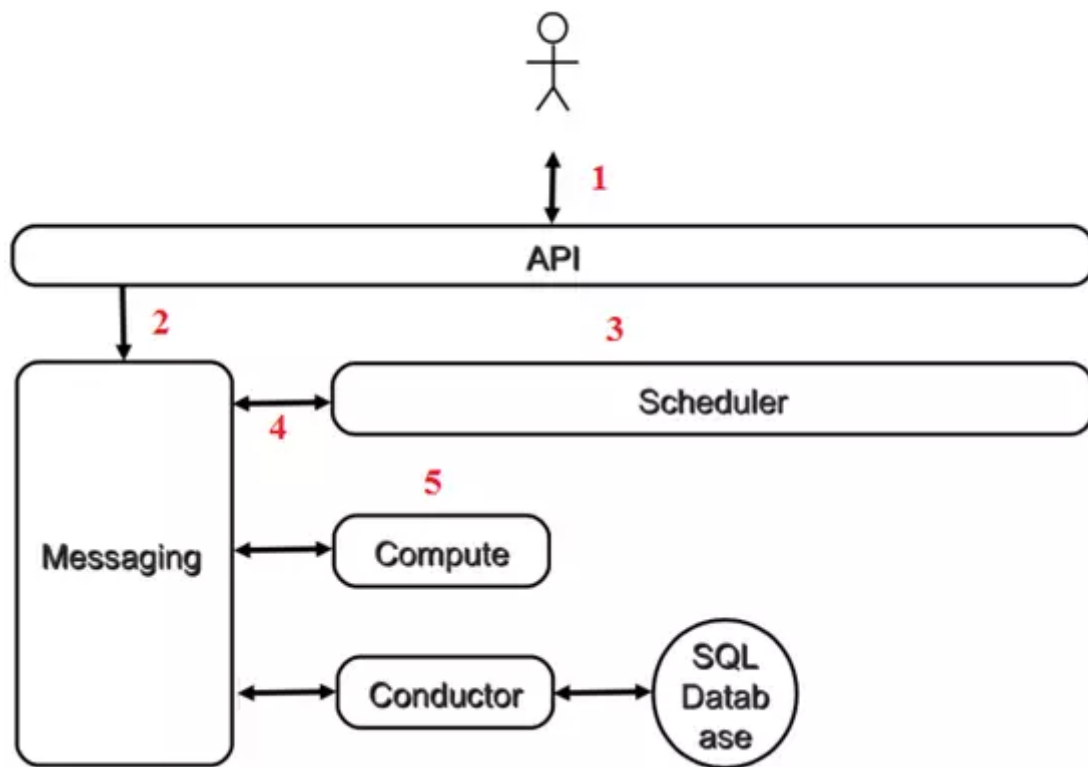 1
API
2
3
Scheduler
4
5
Messaging
Compute
SQL
Datab
ase
Conductor